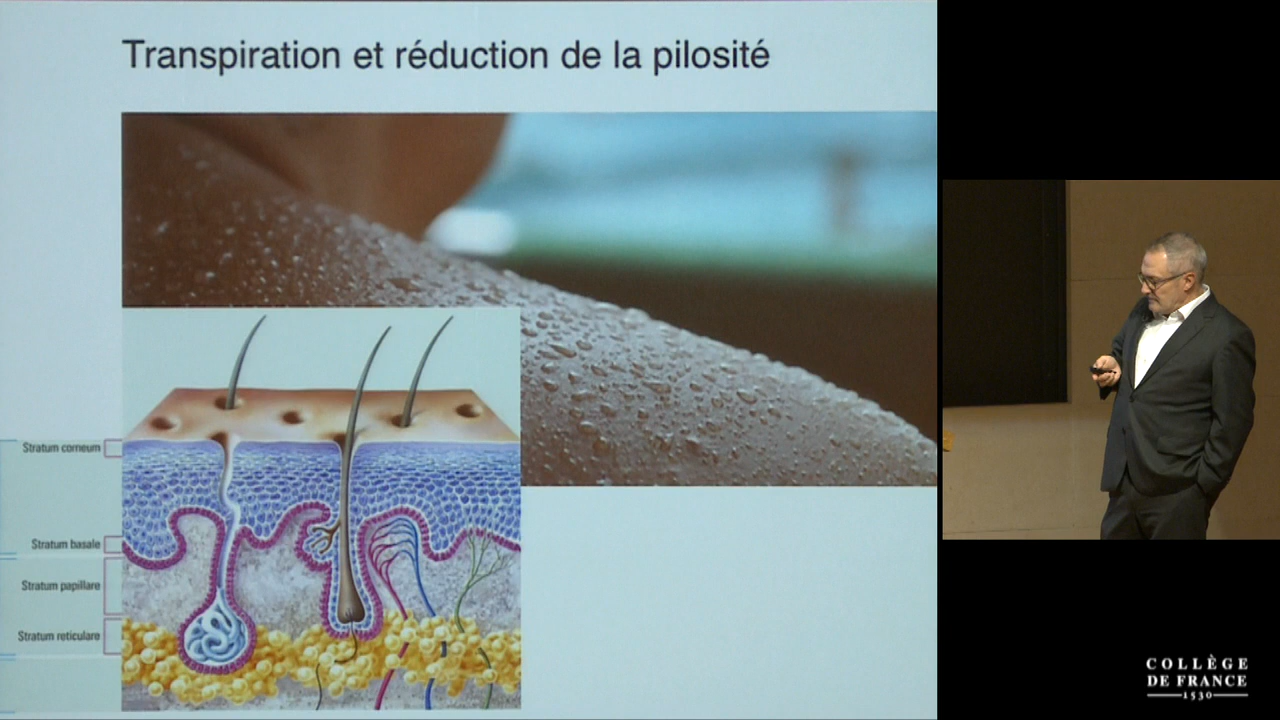 Transpiration et réduction de la pilosité
Stratum corneum
Stratum basale
Stratum papillare
Stratum reticulare
COLLÈGE
DE FRANCE
1530